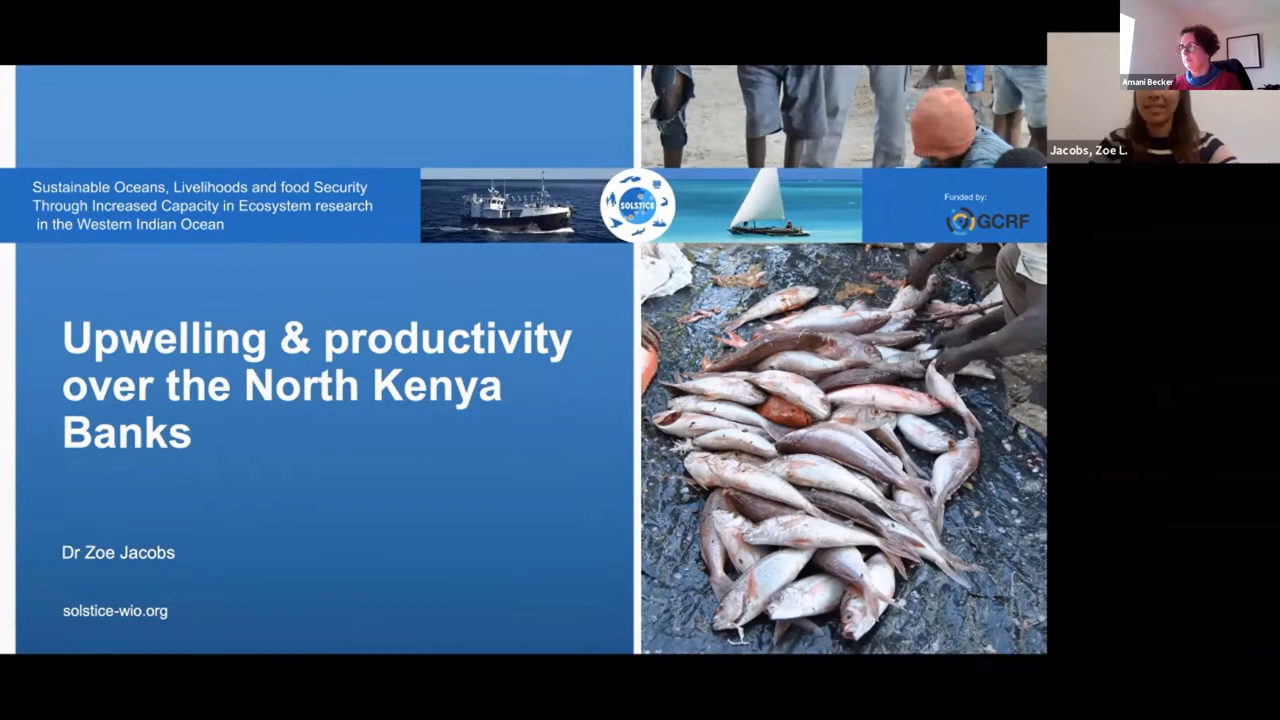 Sustainable Oceans, Livelihoods and food Security
Through Increased Capacity in Ecosystem research
in the Western Indian Ocean
SOLSTICE
Funded by:
GCRF
Upwelling & productivity
over the North Kenya
Banks
Dr Zoe Jacobs
solstice-wio.org
Amani Becker
Jacobs, Zoe L.